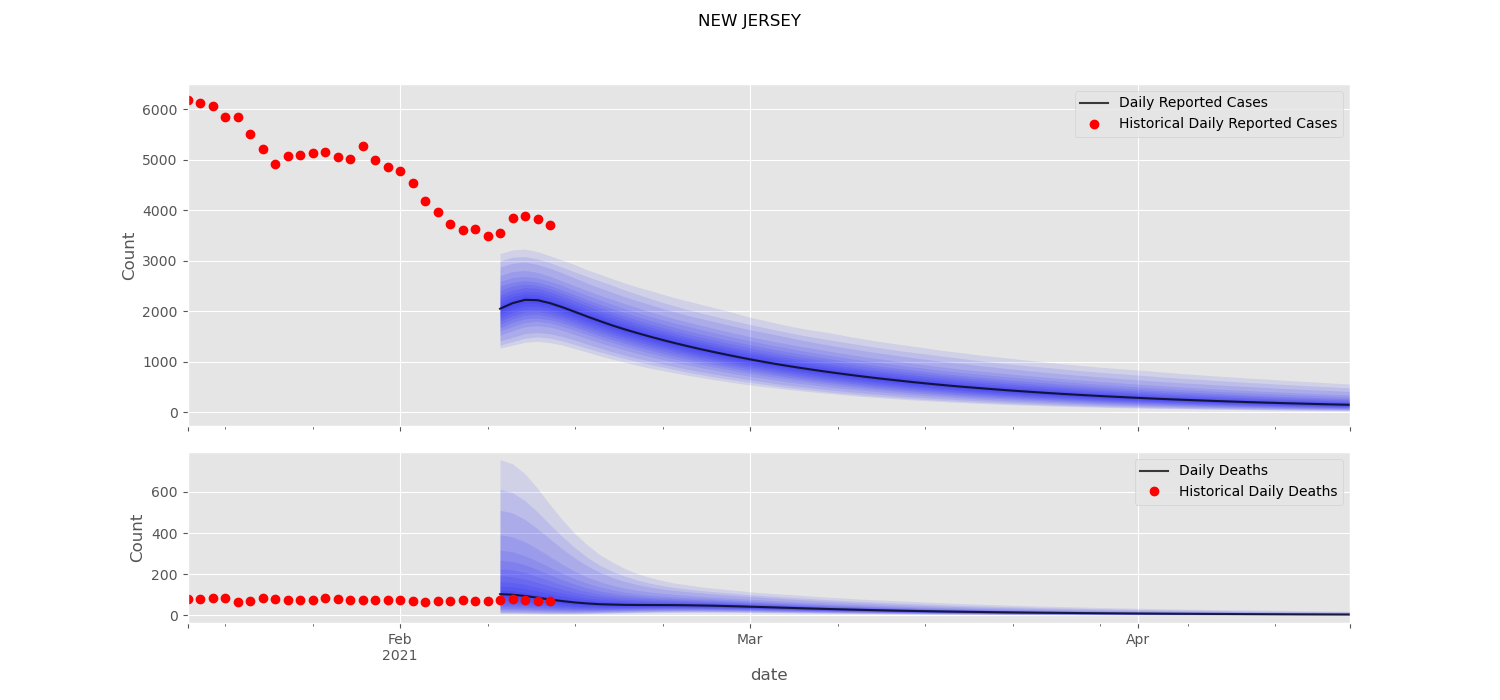 NEW JERSEY
Daily Reported Cases
Historical Daily Reported Cases
6000
5000
4000
3000
2000
1000
0
Count
Daily Deaths
Historical Daily Deaths
600
400
200
0
Count
Feb
2021
Mar
Apr
date